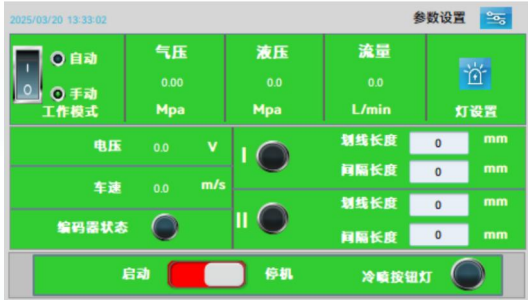 2025/03/20 13:33:02
参数设置
自动
手动
工作模式
气压
0.00
Mpa
液压
0.0
Mpa
流量
0.0
L/min
灯设置
电压 0.0 V
车速 0.0 m/s
编码器状态
I
划线长度 0 mm
间隔长度 0 mm
II
划线长度 0 mm
间隔长度 0 mm
启动
停机
冷喷按钮灯